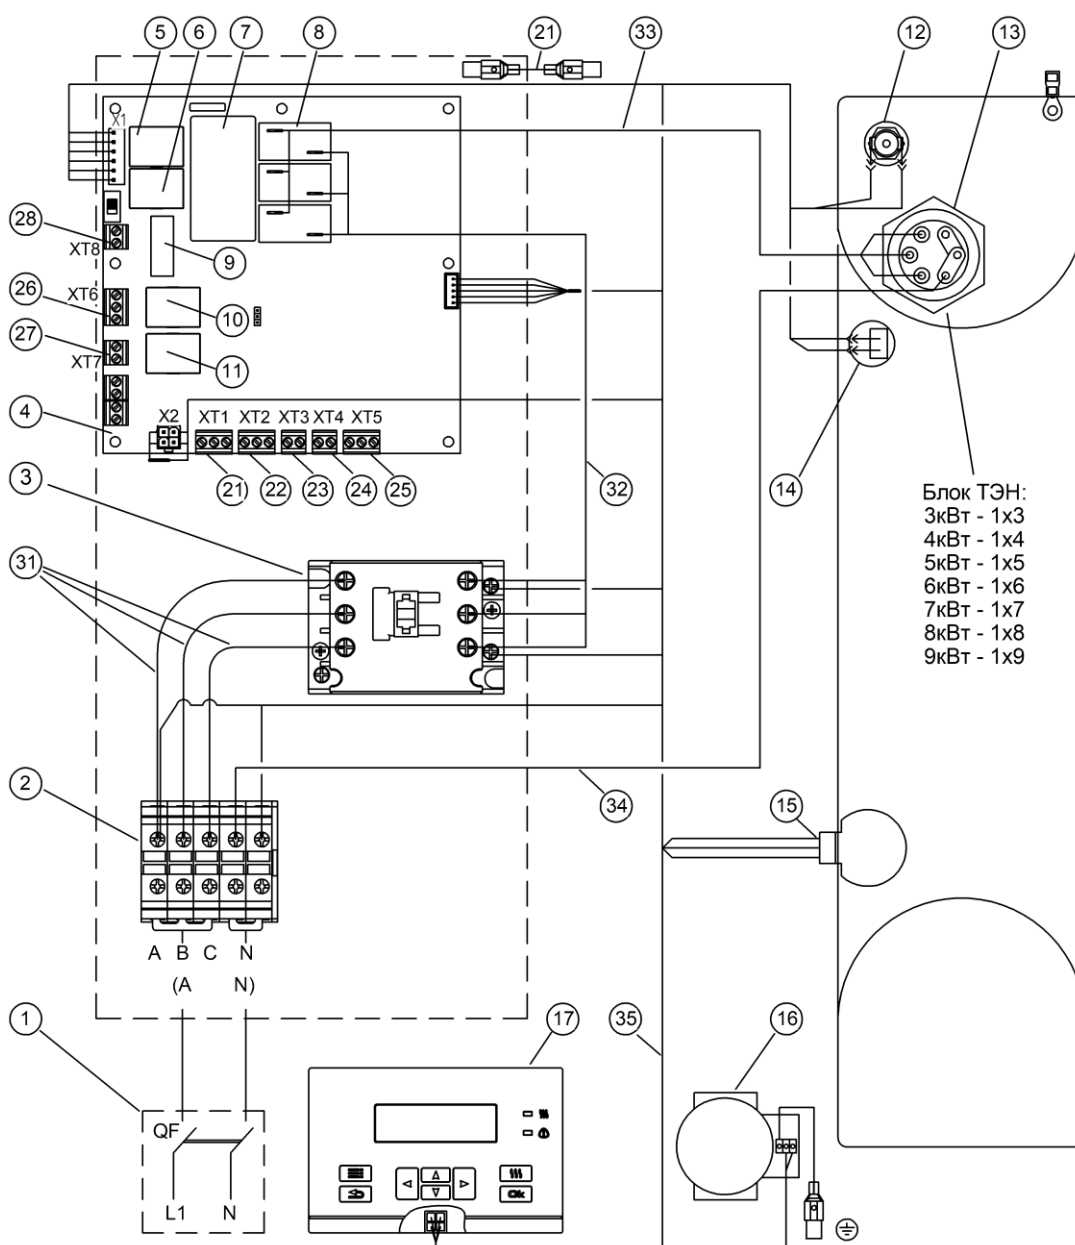 5 6 7 8 21 33 12 13
X1
28
XT8
9
XT6
26
10
27
XT7
11
4
X2 XT1 XT2 XT3 XT4 XT5
3
21 22 23 24 25 32 14
Блок ТЭН:
3кВт - 1x3
4кВт - 1x4
5кВт - 1x5
6кВт - 1x6
7кВт - 1x7
8кВт - 1x8
9кВт - 1x9
31
2
34
15
A B C N
(A N)
1
17
35
16
QF
L1 N
Ok